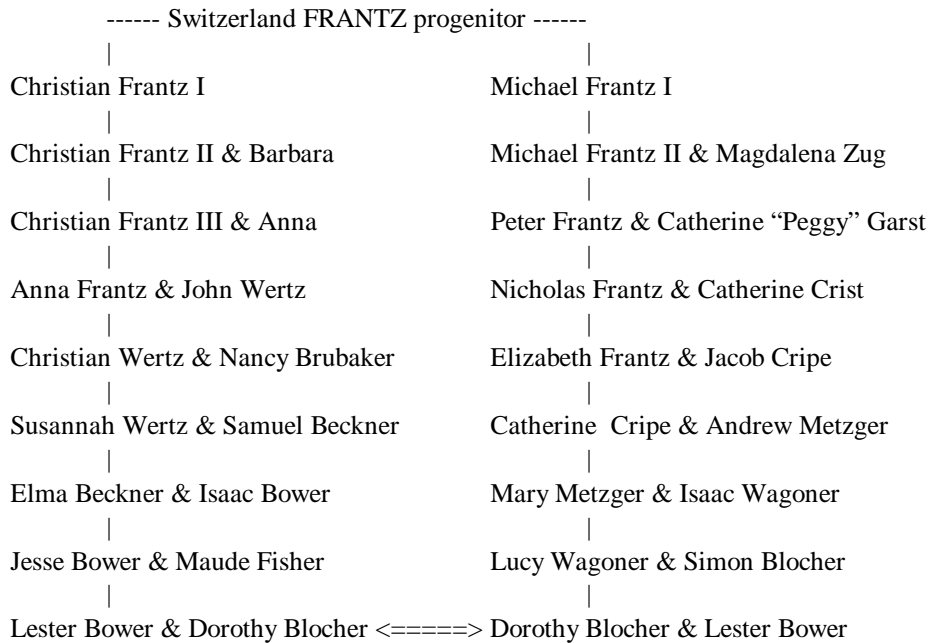 ------ Switzerland FRANTZ progenitor ------
| |
Christian Frantz I Michael Frantz I
| |
Christian Frantz II & Barbara Michael Frantz II & Magdalena Zug
| |
Christian Frantz III & Anna Peter Frantz & Catherine “Peggy” Garst
| |
Anna Frantz & John Wertz Nicholas Frantz & Catherine Crist
| |
Christian Wertz & Nancy Brubaker Elizabeth Frantz & Jacob Cripe
| |
Susannah Wertz & Samuel Beckner Catherine Cripe & Andrew Metzger
| |
Elma Beckner & Isaac Bower Mary Metzger & Isaac Wagoner
| |
Jesse Bower & Maude Fisher Lucy Wagoner & Simon Blocher
| |
Lester Bower & Dorothy Blocher <=====> Dorothy Blocher & Lester Bower